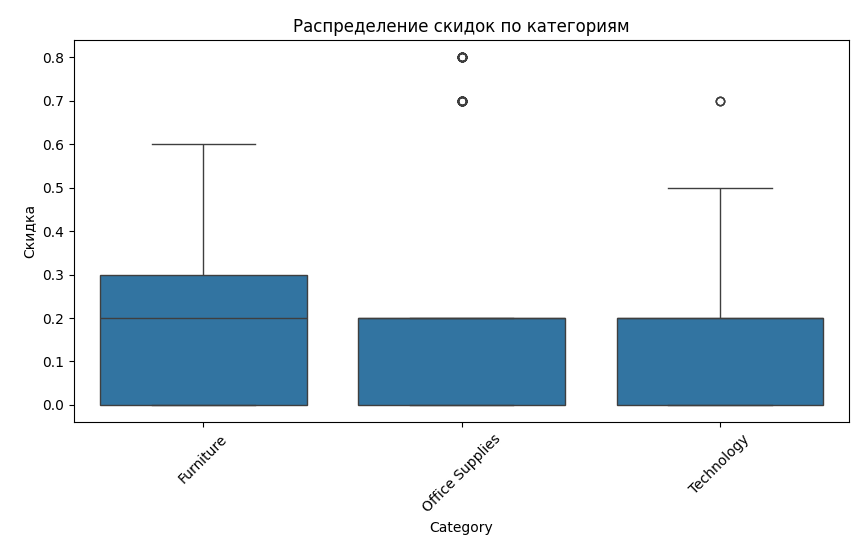 Распределение скидок по категориям
Скидка
0.8
0.7
0.6
0.5
0.4
0.3
0.2
0.1
0.0
Furniture
Office Supplies
Technology
Category